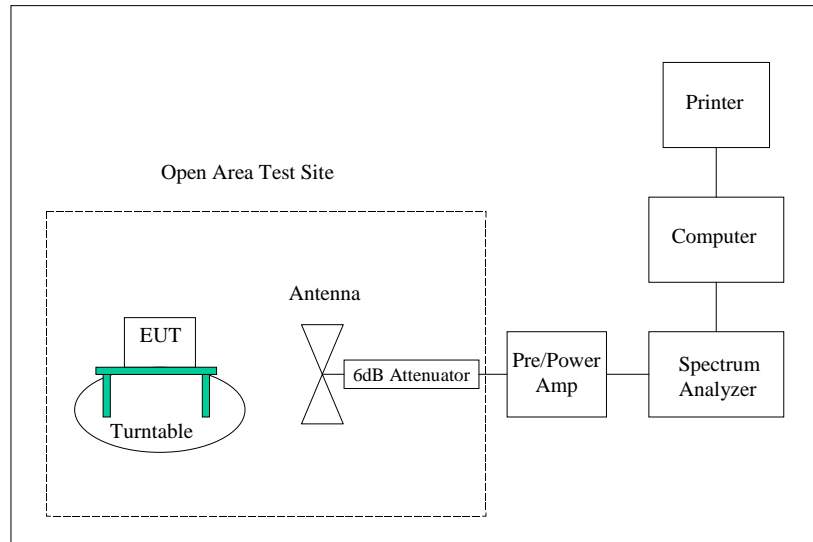 Printer
Open Area Test Site
Computer
Antenna
EUT
6dB Attenuator
Pre/Power
Amp
Spectrum
Analyzer
Turntable